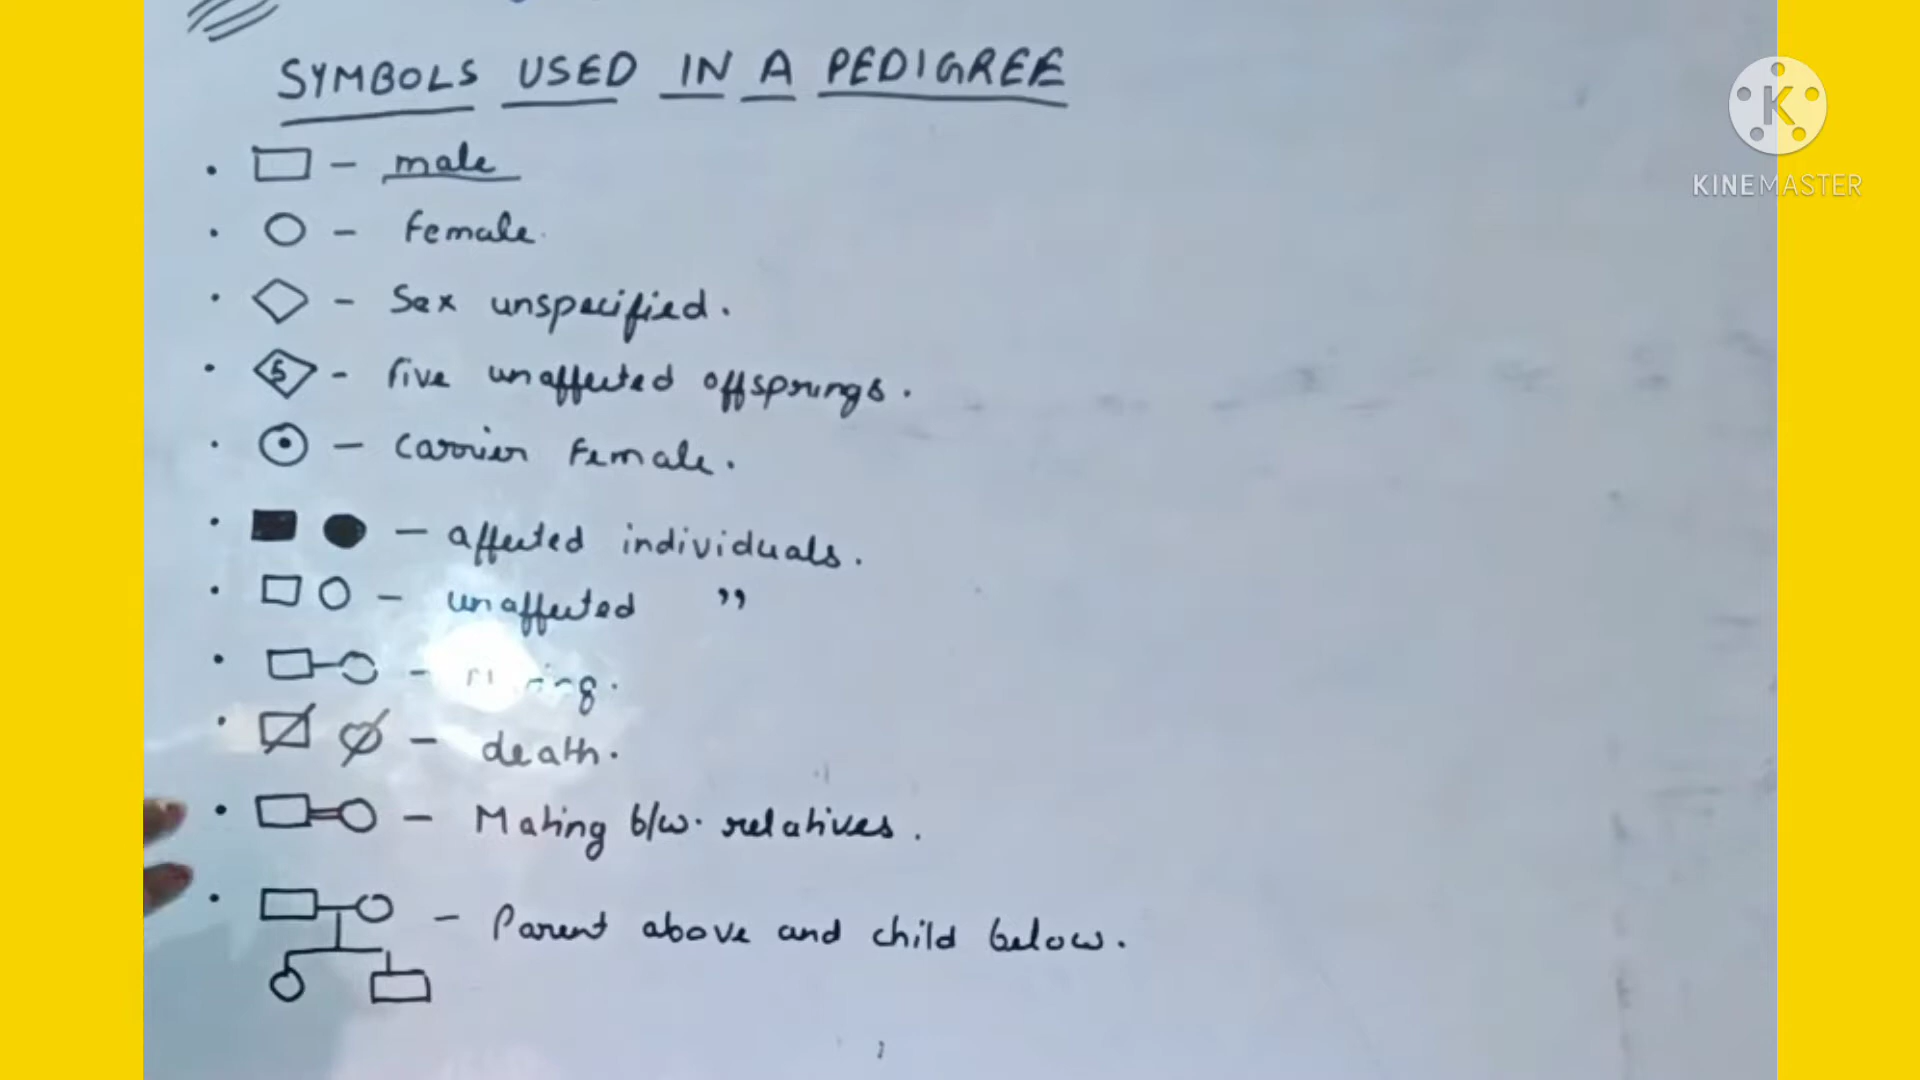 SYMBOLS USED IN A PEDIGREE
K
KINEMASTER
• – male
• – Female.
• – Sex unspecified.
• 5 – Five unaffected offsprings.
• – Carrier Female.
• – affected individuals.
• – unaffected ”
• –
• – death.
• – Mating b/w. relatives.
• – Parent above and child below.